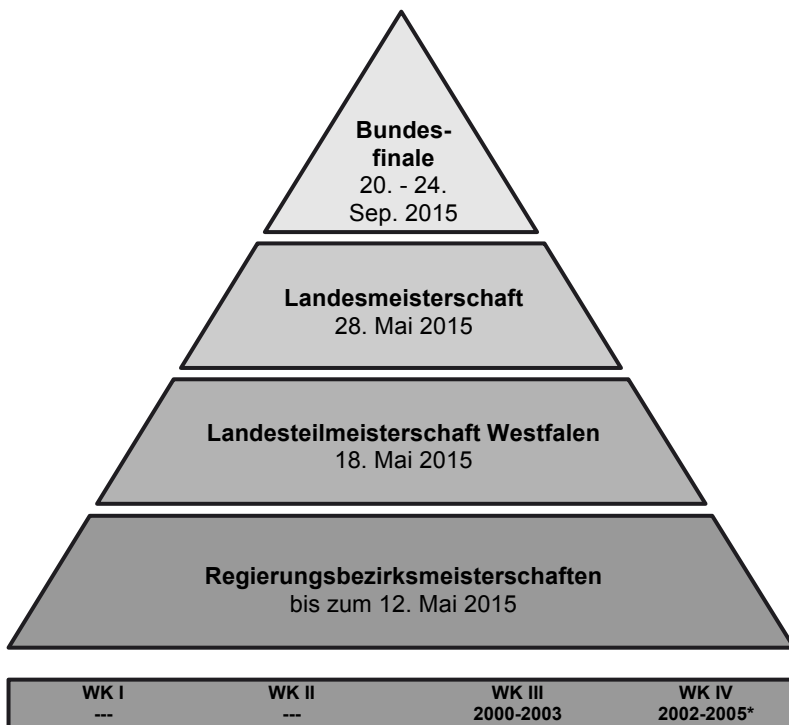 Bundes-
finale
20. - 24.
Sep. 2015
Landesmeisterschaft
28. Mai 2015
Landesteilmeisterschaft Westfalen
18. Mai 2015
Regierungsbezirksmeisterschaften
bis zum 12. Mai 2015
WK I WK II WK III WK IV
--- --- 2000-2003 2002-2005*